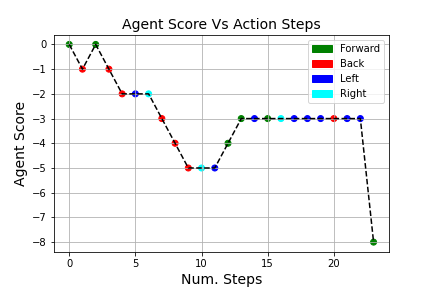 Agent Score Vs Action Steps
0
−1
−2
−3
−4
−5
−6
−7
−8
Agent Score
Forward
Back
Left
Right
0
5
10
15
20
Num. Steps